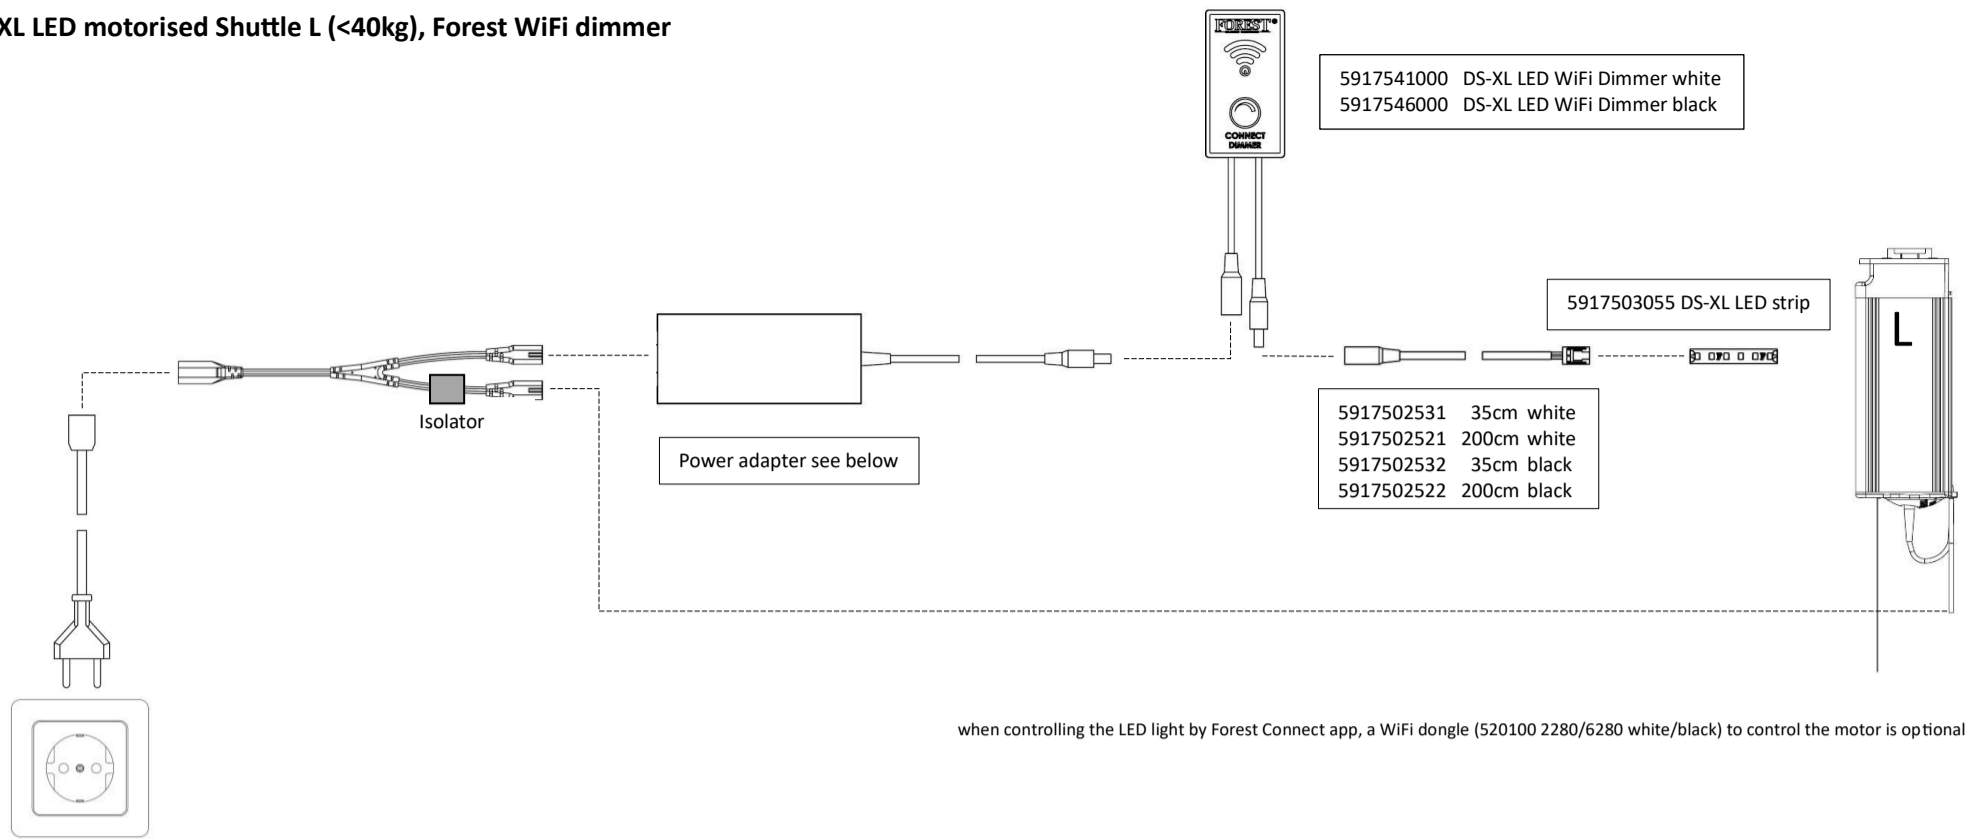 XL LED motorised Shuttle L (<40kg), Forest WiFi dimmer
FOREST®
CONNECT
DIMMER
5917541000 DS-XL LED WiFi Dimmer white
5917546000 DS-XL LED WiFi Dimmer black
5917503055 DS-XL LED strip
L
Isolator
Power adapter see below
5917502531 35cm white
5917502521 200cm white
5917502532 35cm black
5917502522 200cm black
when controlling the LED light by Forest Connect app, a WiFi dongle (520100 2280/6280 white/black) to control the motor is optional